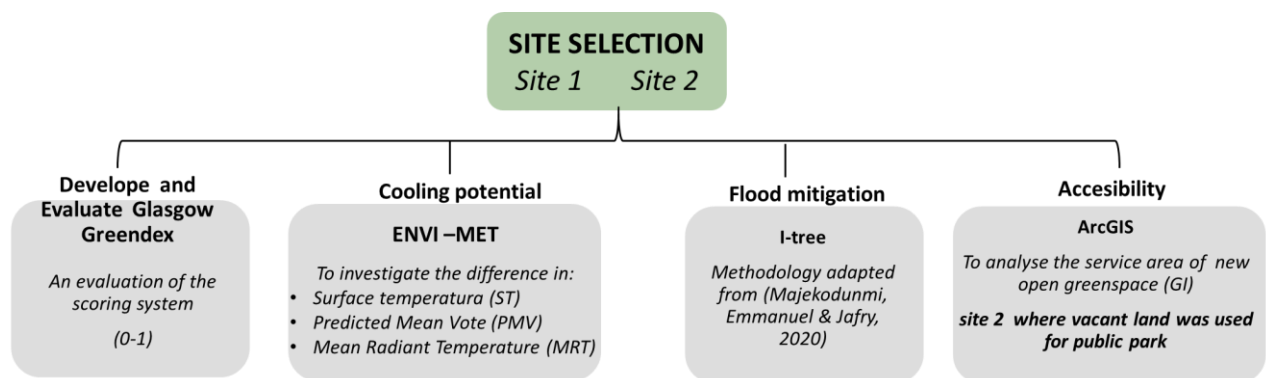 SITE SELECTION
Site 1 Site 2
Develope and
Evaluate Glasgow
Greendex
An evaluation of the
scoring system
(0-1)
Cooling potential
ENVI –MET
To investigate the difference in:
• Surface temperatura (ST)
• Predicted Mean Vote (PMV)
• Mean Radiant Temperature (MRT)
Flood mitigation
I-tree
Methodology adapted
from (Majekodunmi,
Emmanuel & Jafry,
2020)
Accesibility
ArcGIS
To analyse the service area of new
open greenspace (GI)
site 2 where vacant land was used
for public park